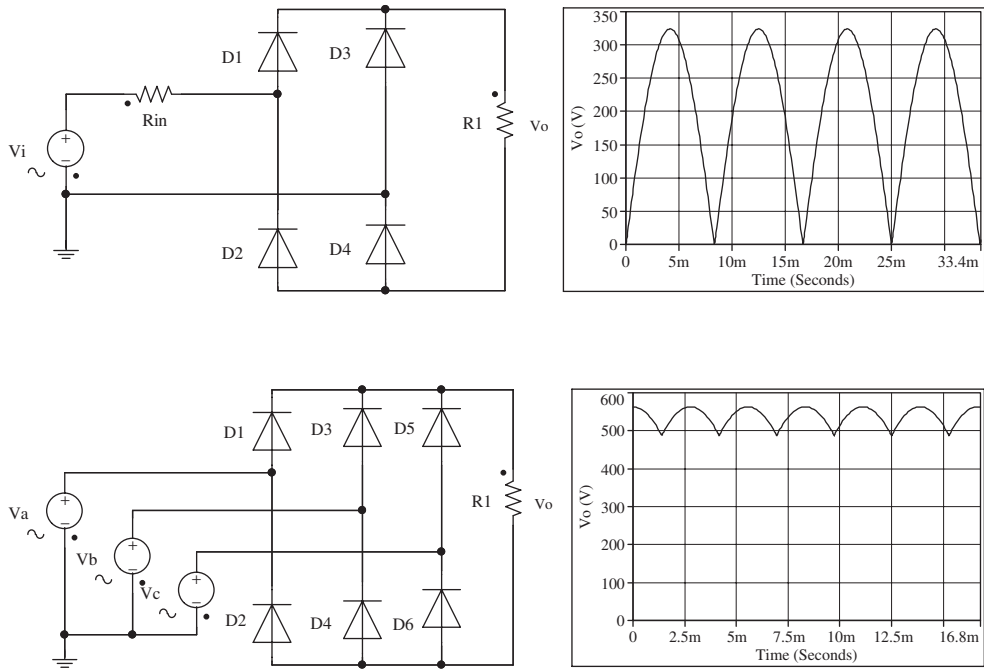 D1
D3
Rin
R1
Vo
Vi
+
−
D2
D4
Vo (V)
350
300
250
200
150
100
50
0
0 5m 10m 15m 20m 25m 33.4m
Time (Seconds)
D1
D3
D5
R1
Vo
Va
+
−
Vb
+
−
Vc
+
−
D2
D4
D6
Vo (V)
600
500
400
300
200
100
0
0 2.5m 5m 7.5m 10m 12.5m 16.8m
Time (Seconds)